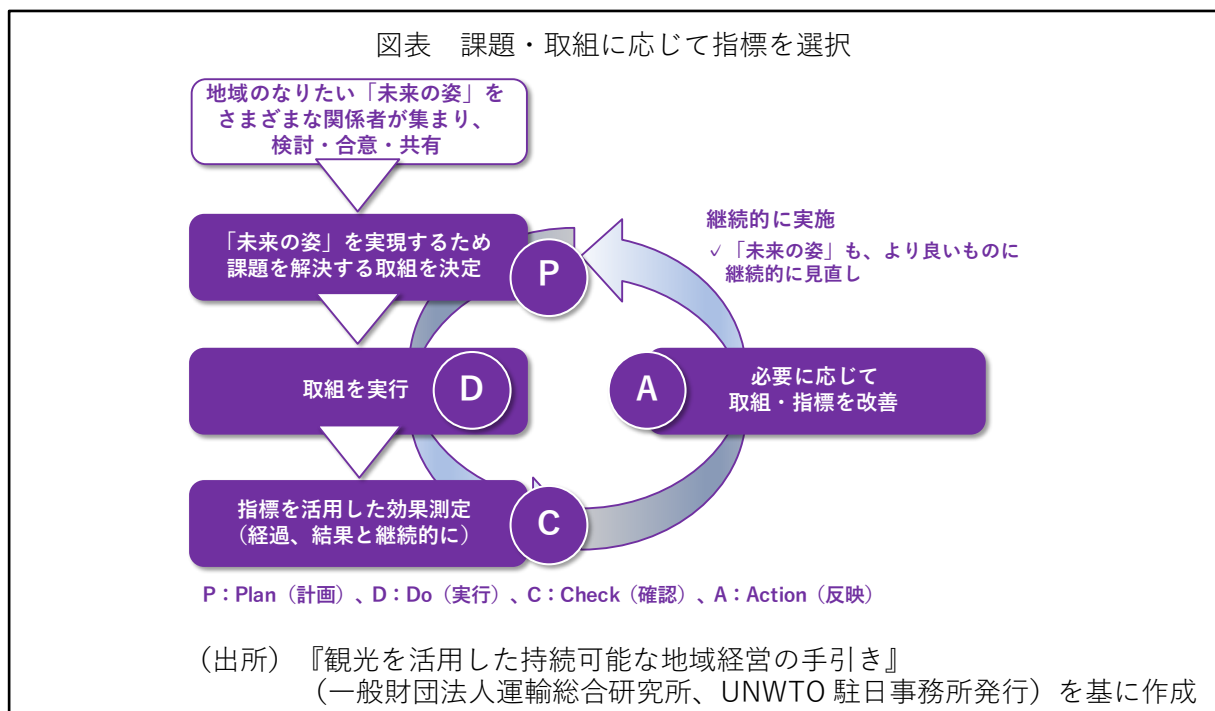 図表　課題・取組に応じて指標を選択
地域のなりたい「未来の姿」を
さまざまな関係者が集まり、
検討・合意・共有
「未来の姿」を実現するため
課題を解決する取組を決定
P
継続的に実施
✓「未来の姿」も、より良いものに
継続的に見直し
取組を実行
D
A
必要に応じて
取組・指標を改善
指標を活用した効果測定
（経過、結果と継続的に）
C
P：Plan（計画）、D：Do（実行）、C：Check（確認）、A：Action（反映）
（出所）『観光を活用した持続可能な地域経営の手引き』
（一般財団法人運輸総合研究所、UNWTO 駐日事務所発行）を基に作成